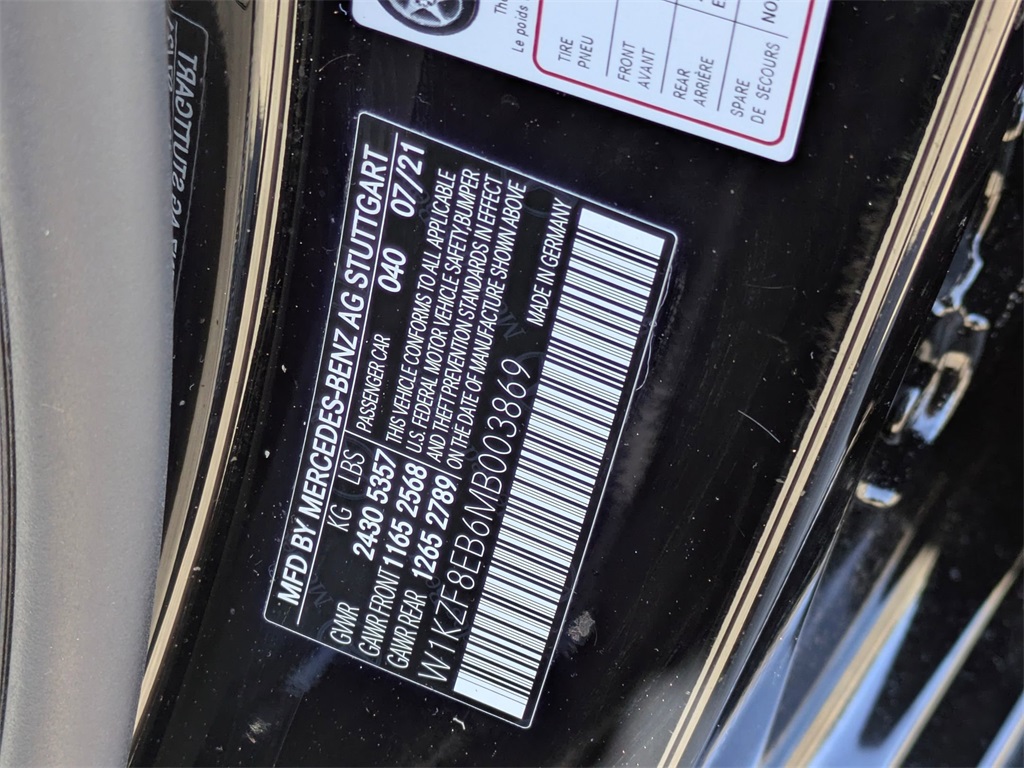 MFD BY MERCEDES-BENZ AG STUTTGART
KG LBS
PASSENGER CAR
040 07/21
GVWR 2430 5357
GAWR FRONT 1165 2568
GAWR REAR 1265 2789
THIS VEHICLE CONFORMS TO ALL APPLICABLE
U.S. FEDERAL MOTOR VEHICLE SAFETY, BUMPER
AND THEFT PREVENTION STANDARDS IN EFFECT
ON THE DATE OF MANUFACTURE SHOWN ABOVE
MADE IN GERMANY
W1KZF8EB6MB003869
Le poids
TIRE
PNEU
FRONT
AVANT
REAR
ARRIÈRE
SPARE
DE SECOURS